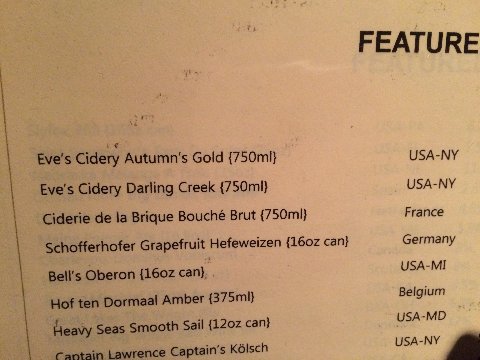 FEATURE
Eve's Cidery Autumn's Gold {750ml} USA-NY
Eve's Cidery Darling Creek {750ml} USA-NY
Ciderie de la Brique Bouché Brut {750ml} France
Schofferhofer Grapefruit Hefeweizen {16oz can} Germany
Bell's Oberon {16oz can} USA-MI
Hof ten Dormaal Amber {375ml} Belgium
Heavy Seas Smooth Sail {12oz can} USA-MD
Captain Lawrence Captain's Kölsch USA-NY